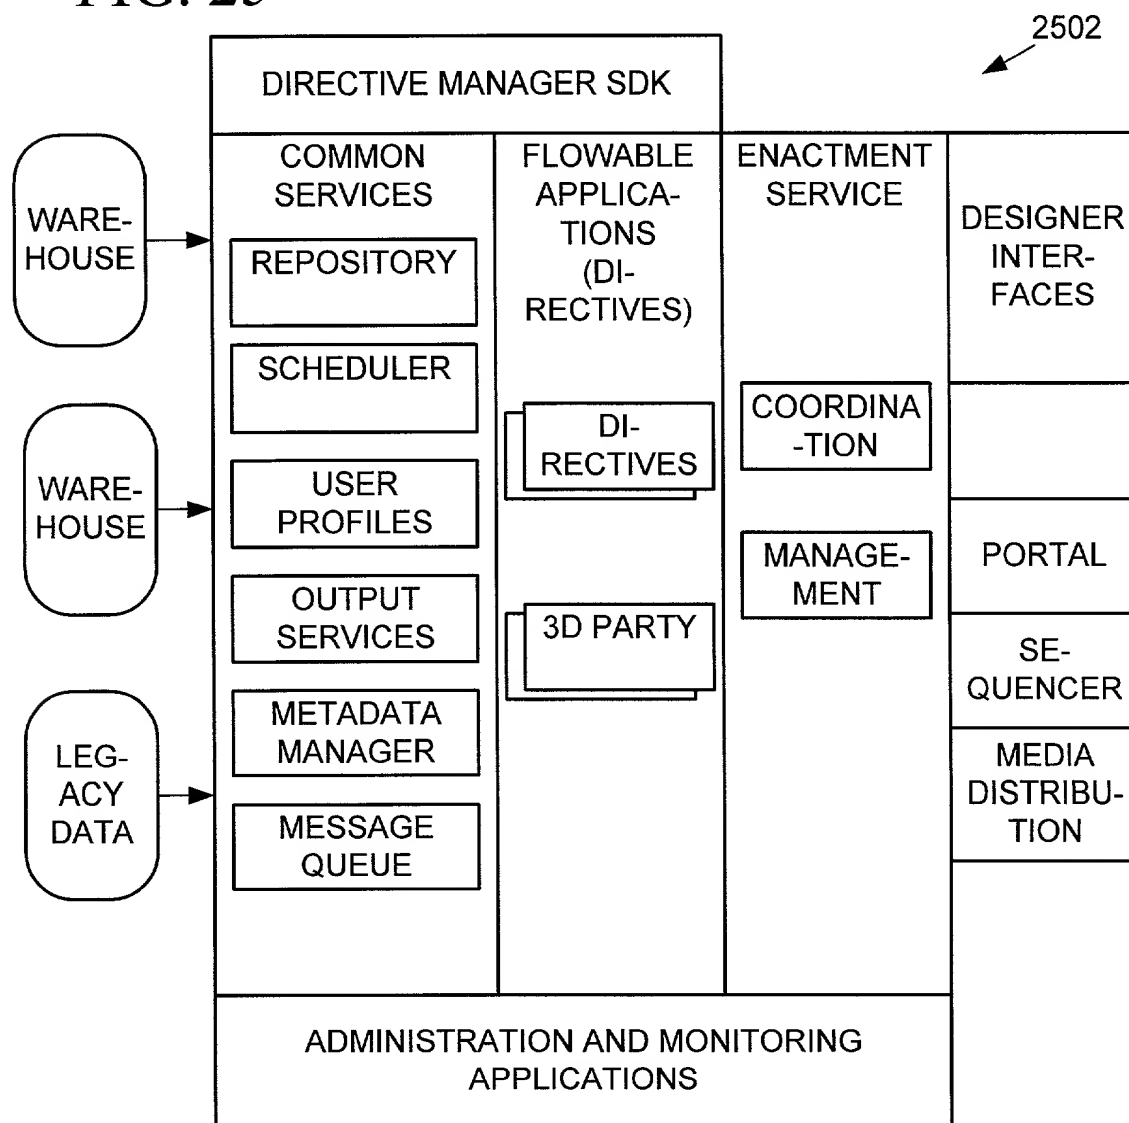 FIG. 25
2502
DIRECTIVE MANAGER SDK
WARE-
HOUSE
WARE-
HOUSE
LEG-
ACY
DATA
COMMON
SERVICES
REPOSITORY
SCHEDULER
USER
PROFILES
OUTPUT
SERVICES
METADATA
MANAGER
MESSAGE
QUEUE
FLOWABLE
APPLICA-
TIONS
(DI-
RECTIVES)
DI-
RECTIVES
3D PARTY
ENACTMENT
SERVICE
COORDINA
-TION
MANAGE-
MENT
DESIGNER
INTER-
FACES
PORTAL
SE-
QUENCER
MEDIA
DISTRIBU-
TION
ADMINISTRATION AND MONITORING
APPLICATIONS